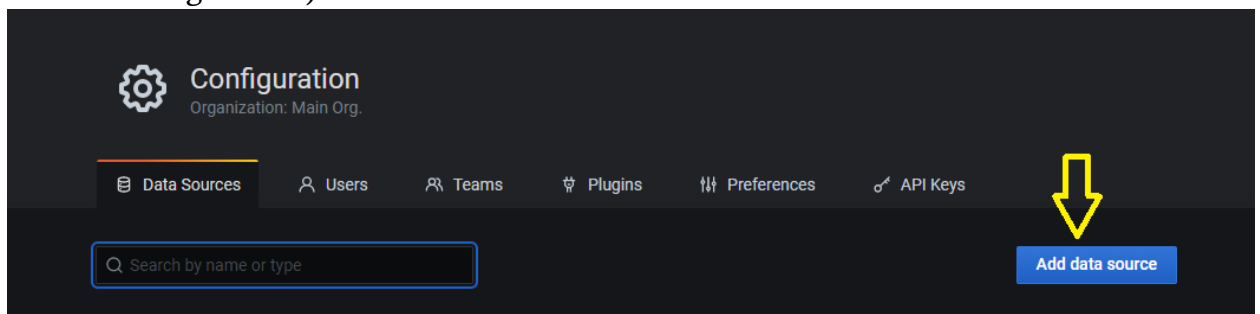 Configuration
Organization: Main Org.
Data Sources Users Teams Plugins Preferences API Keys
Search by name or type Add data source